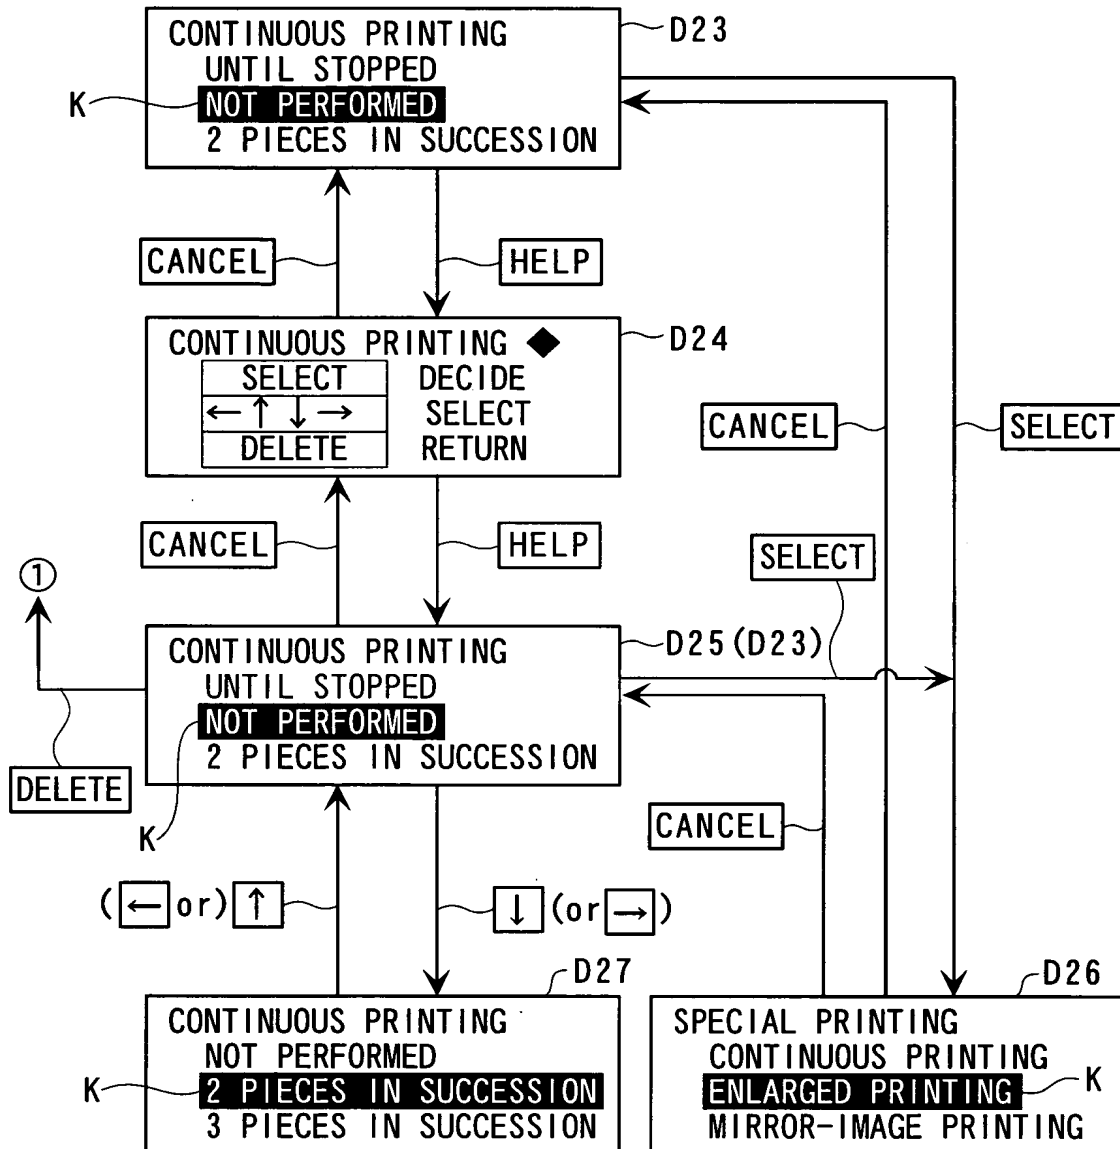 CONTINUOUS PRINTING
UNTIL STOPPED
NOT PERFORMED
2 PIECES IN SUCCESSION
D23
K
CANCEL
HELP
CONTINUOUS PRINTING ◆
SELECT DECIDE
← ↑ ↓ → SELECT
DELETE RETURN
D24
CANCEL
SELECT
CANCEL
HELP
SELECT
①
CONTINUOUS PRINTING
UNTIL STOPPED
NOT PERFORMED
2 PIECES IN SUCCESSION
D25(D23)
DELETE
K
CANCEL
(← or) ↑
↓ (or →)
D27
D26
CONTINUOUS PRINTING
NOT PERFORMED
2 PIECES IN SUCCESSION
3 PIECES IN SUCCESSION
K
SPECIAL PRINTING
CONTINUOUS PRINTING
ENLARGED PRINTING
MIRROR-IMAGE PRINTING
K